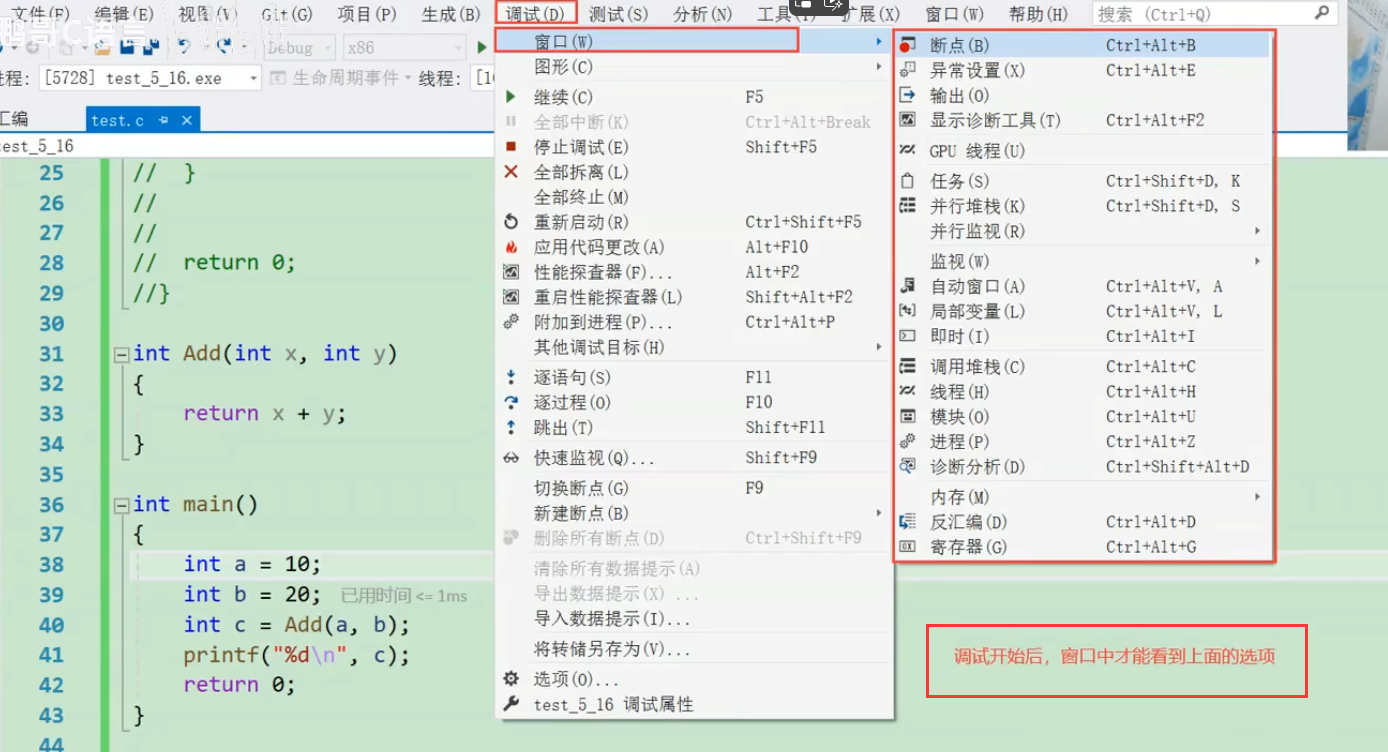 文件(F) 编辑(E) 视图(V) Git(G) 项目(P) 生成(B) 调试(D) 测试(S) 分析(N) 工具(T) 扩展(X) 窗口(W) 帮助(H) 搜索 (Ctrl+Q)
鹏哥C语言
Debug x86
进程: [5728] test_5_16.exe 生命周期事件 线程:
汇编 test.c
test_5_16
25 // }
26 //
27 //
28 // return 0;
29 //}
30
31 int Add(int x, int y)
32 {
33 return x + y;
34 }
35
36 int main()
37 {
38 int a = 10;
39 int b = 20; 已用时间 <= 1ms
40 int c = Add(a, b);
41 printf("%d\n", c);
42 return 0;
43 }
44
窗口(W)
图形(C)
继续(C) F5
全部中断(K) Ctrl+Alt+Break
停止调试(E) Shift+F5
全部拆离(L)
全部终止(M)
重新启动(R) Ctrl+Shift+F5
应用代码更改(A) Alt+F10
性能探查器(F)... Alt+F2
重启性能探查器(L) Shift+Alt+F2
附加到进程(P)... Ctrl+Alt+P
其他调试目标(H)
逐语句(S) F11
逐过程(O) F10
跳出(T) Shift+F11
快速监视(Q)... Shift+F9
切换断点(G) F9
新建断点(B)
删除所有断点(D) Ctrl+Shift+F9
清除所有数据提示(A)
导出数据提示(X) ...
导入数据提示(I)...
将转储另存为(V)...
选项(O)...
test_5_16 调试属性
断点(B) Ctrl+Alt+B
异常设置(X) Ctrl+Alt+E
输出(O)
显示诊断工具(T) Ctrl+Alt+F2
GPU 线程(U)
任务(S) Ctrl+Shift+D, K
并行堆栈(K) Ctrl+Shift+D, S
并行监视(R)
监视(W)
自动窗口(A) Ctrl+Alt+V, A
局部变量(L) Ctrl+Alt+V, L
即时(I) Ctrl+Alt+I
调用堆栈(C) Ctrl+Alt+C
线程(H) Ctrl+Alt+H
模块(O) Ctrl+Alt+U
进程(P) Ctrl+Alt+Z
诊断分析(D) Ctrl+Shift+Alt+D
内存(M)
反汇编(D) Ctrl+Alt+D
寄存器(G) Ctrl+Alt+G
调试开始后，窗口中才能看到上面的选项